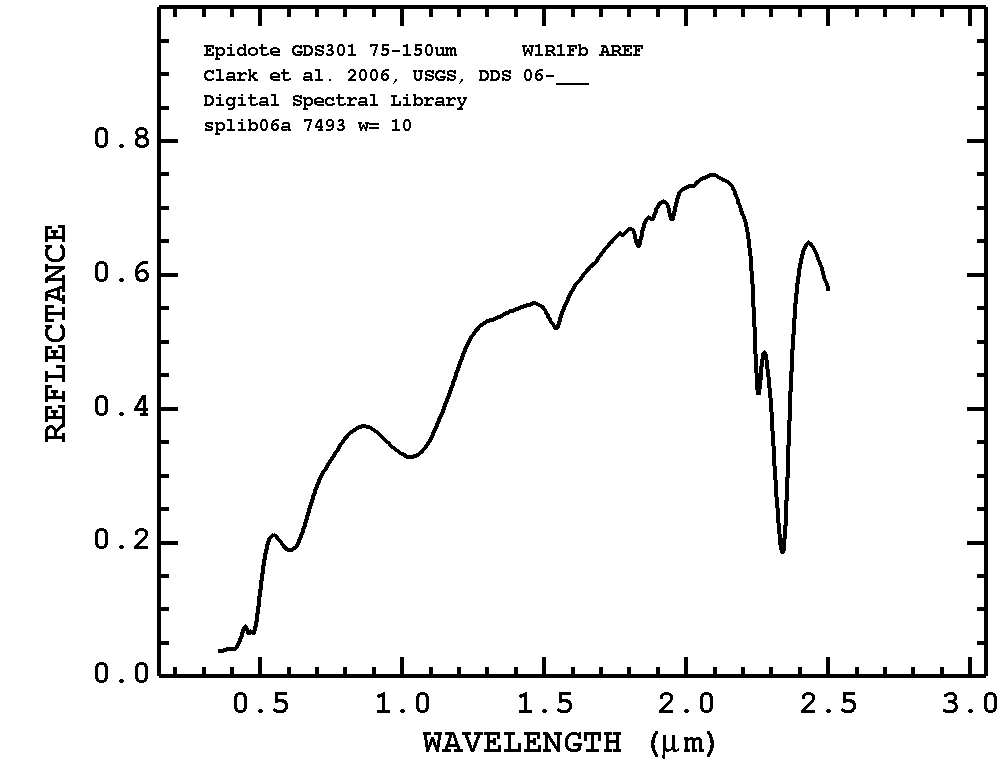 Epidote GDS301 75-150um W1R1Fb AREF
Clark et al. 2006, USGS, DDS 06-___
Digital Spectral Library
splib06a 7493 w= 10
REFLECTANCE
0.8
0.6
0.4
0.2
0.0
0.5 1.0 1.5 2.0 2.5 3.0
WAVELENGTH (μm)